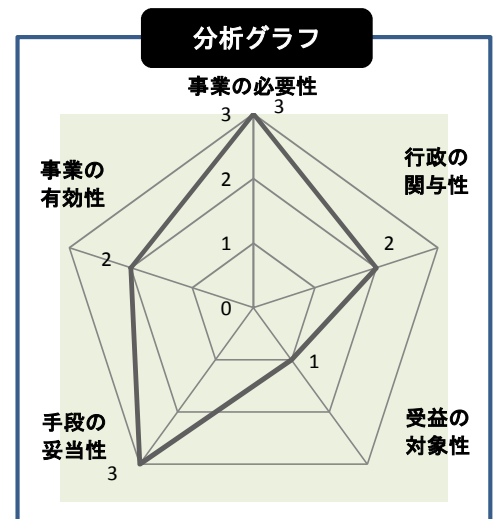 分析グラフ
事業の必要性
3
3
2
1
0
行政の
関与性
2
受益の
対象性
1
手段の
妥当性
3
事業の
有効性
2